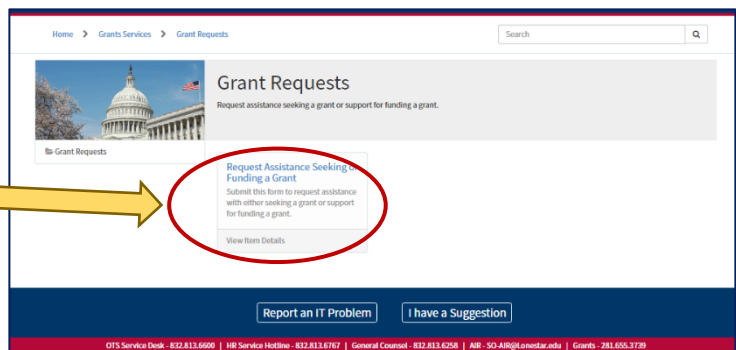 Home > Grants Services > Grant Requests
Search
Grant Requests
Request assistance seeking a grant or support for funding a grant.
Grant Requests
Request Assistance Seeking or
Funding a Grant
Submit this form to request assistance
with either seeking a grant or support
for funding a grant.
View Item Details
Report an IT Problem
I have a Suggestion
OTS Service Desk - 832.813.6600 | HR Service Hotline - 832.813.6767 | General Counsel - 832.813.6258 | AIR - SO-AIR@Lonestar.edu | Grants - 281.655.3739